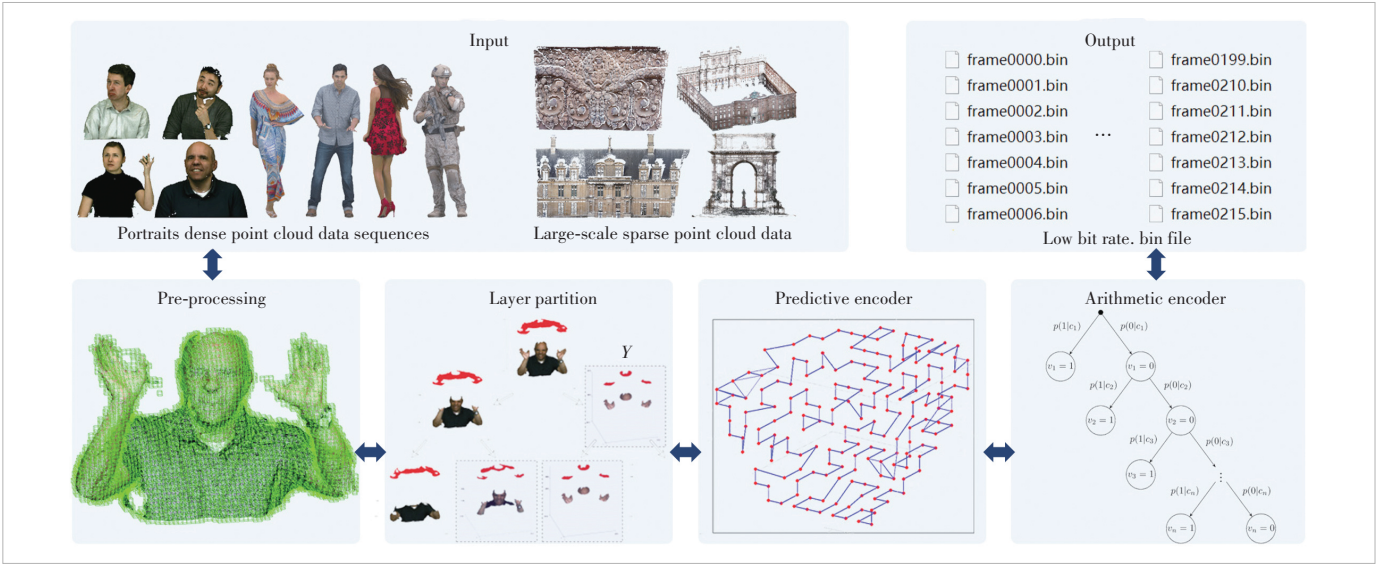 Input
Portraits dense point cloud data sequences
Large-scale sparse point cloud data
Output
frame0000.bin
frame0001.bin
frame0002.bin
frame0003.bin
frame0004.bin
frame0005.bin
frame0006.bin
...
frame0199.bin
frame0210.bin
frame0211.bin
frame0212.bin
frame0213.bin
frame0214.bin
frame0215.bin
Low bit rate. bin file
Pre-processing
Layer partition
Y
Predictive encoder
Arithmetic encoder
p(1|c₁) p(0|c₁)
v₁ = 1 v₁ = 0
p(1|c₂) p(0|c₂)
v₂ = 1 v₂ = 0
p(1|c₃) p(0|c₃)
v₃ = 1 ⋮
p(1|cₙ) p(0|cₙ)
vₙ = 1 vₙ = 0